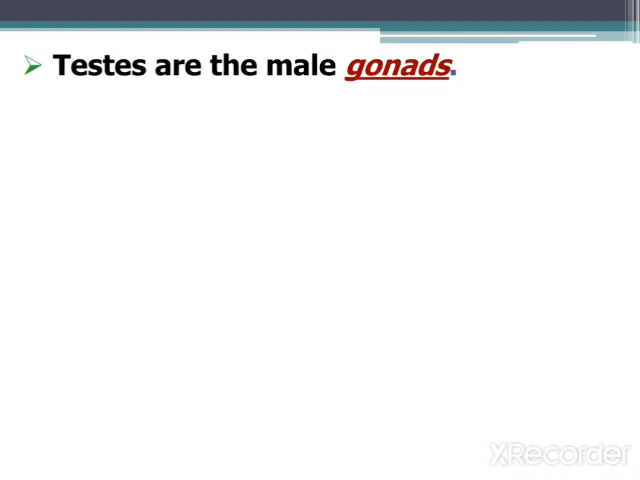 ➢ Testes are the male gonads.
XRecorder